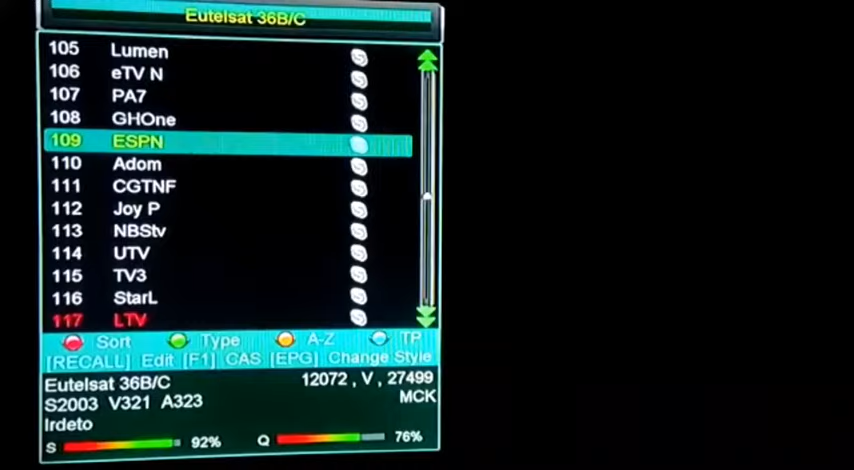 Eutelsat 36B/C
105 Lumen
106 eTV N
107 PA7
108 GHOne
109 ESPN
110 Adom
111 CGTNF
112 Joy P
113 NBStv
114 UTV
115 TV3
116 StarL
117 LTV
Sort Type A-Z TP
[RECALL] Edit [F1] CAS [EPG] Change Style
Eutelsat 36B/C 12072 , V , 27499
S2003 V321 A323 MCK
Irdeto
S 92% Q 76%